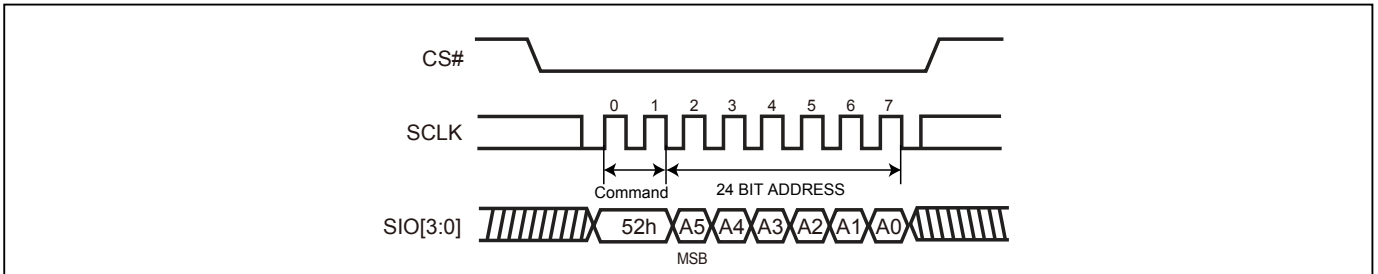 CS#
0 1 2 3 4 5 6 7
SCLK
Command 24 BIT ADDRESS
SIO[3:0] 52h A5 A4 A3 A2 A1 A0
MSB